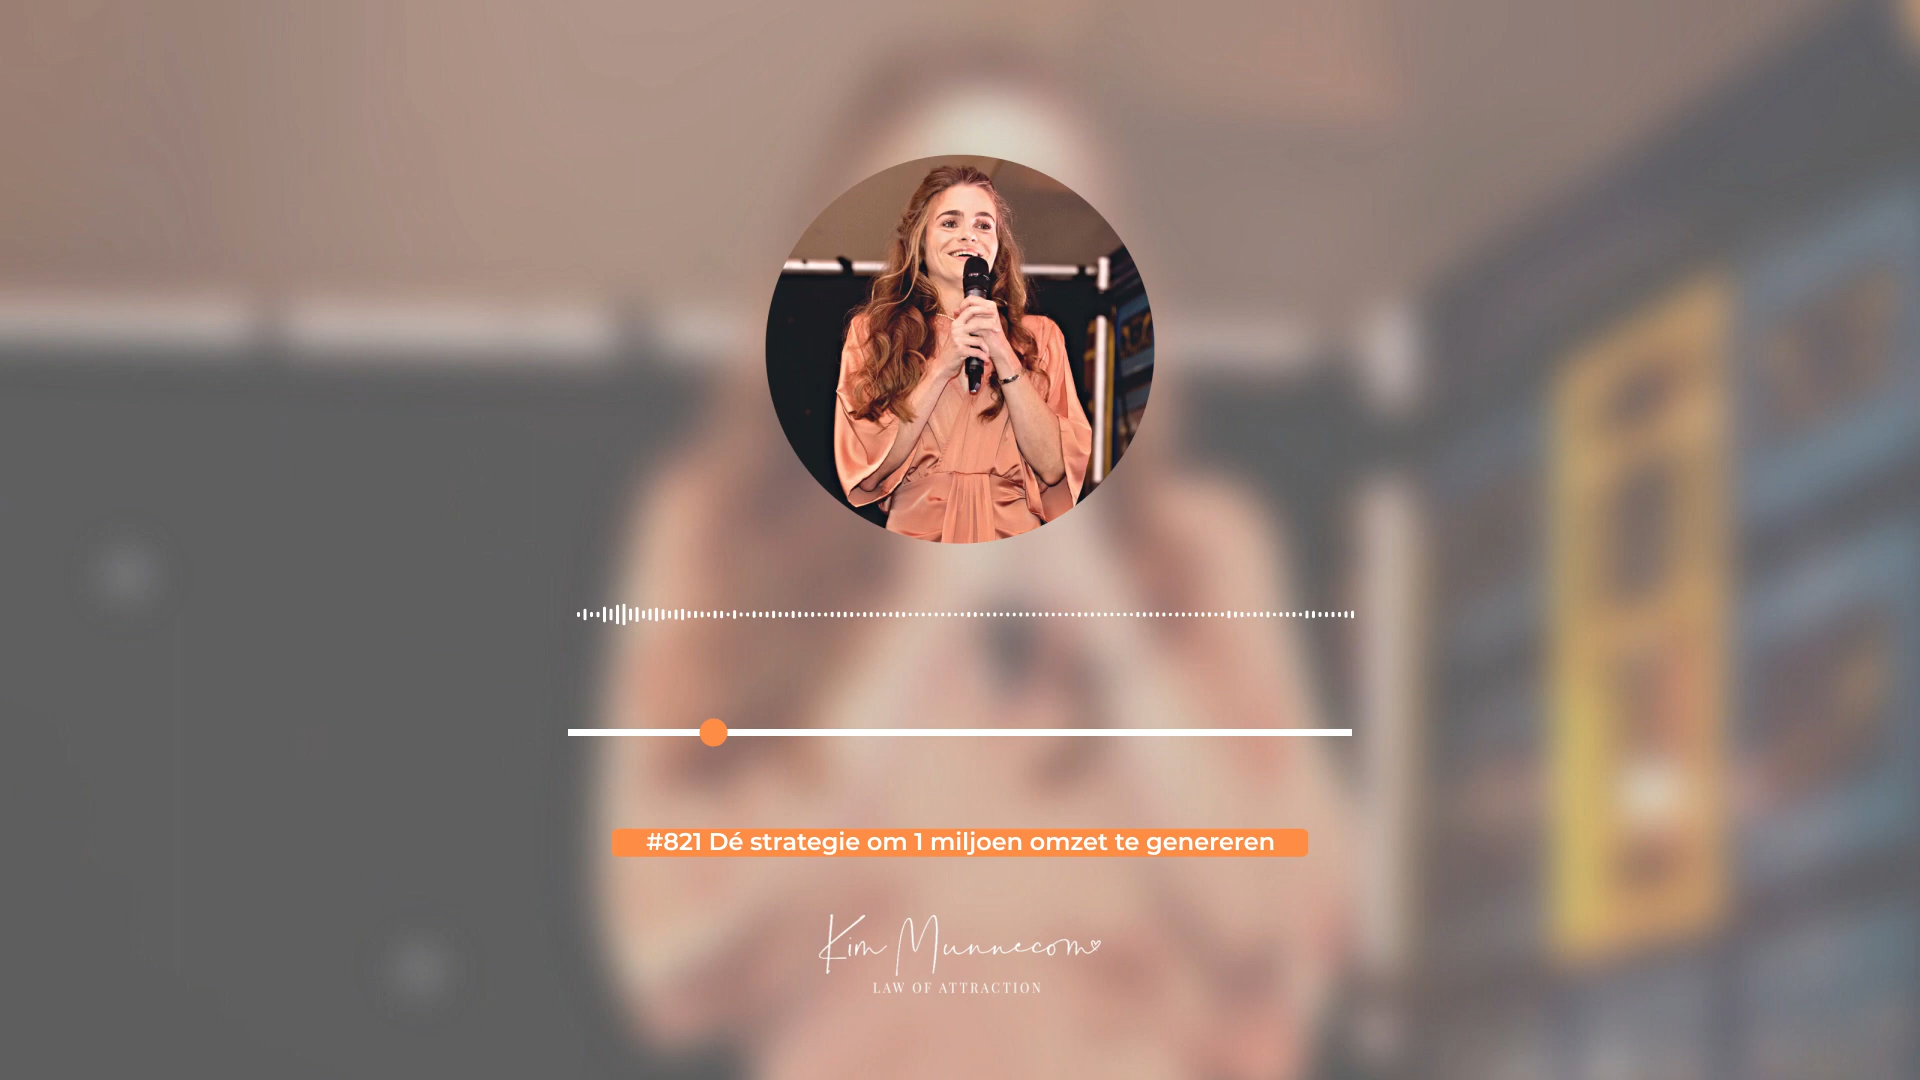 #821 Dé strategie om 1 miljoen omzet te genereren
Kim Munnecom
LAW OF ATTRACTION